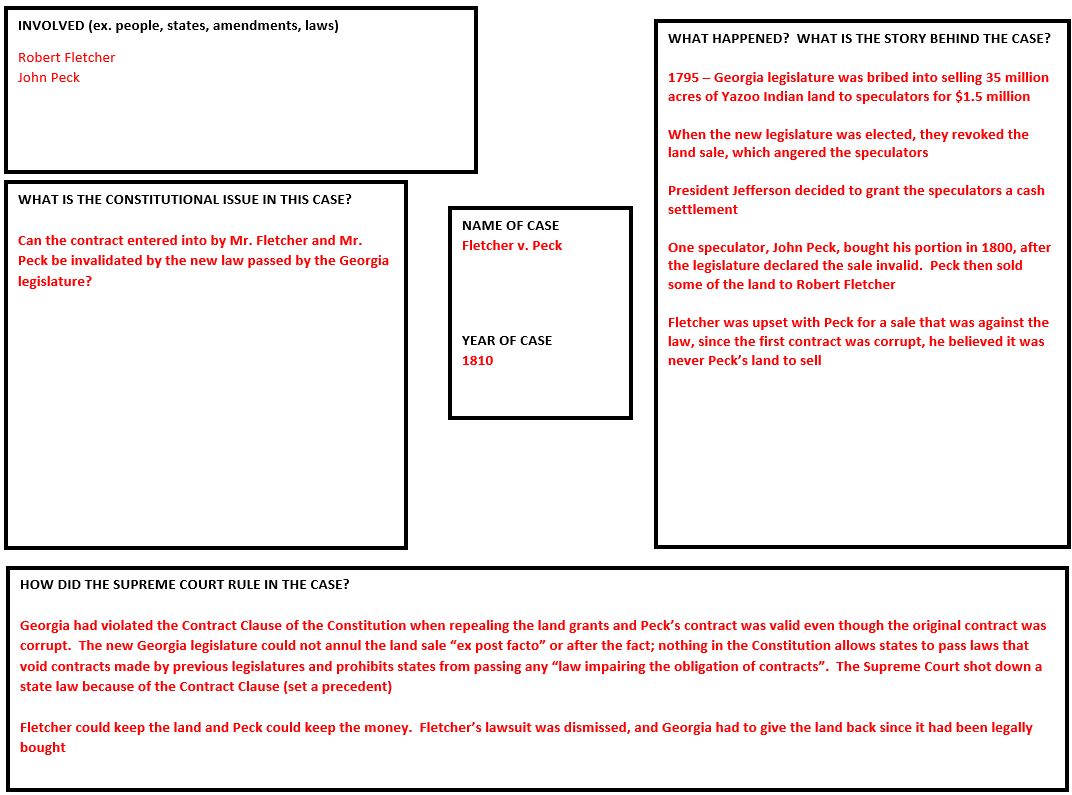 INVOLVED (ex. people, states, amendments, laws)
Robert Fletcher
John Peck
WHAT IS THE CONSTITUTIONAL ISSUE IN THIS CASE?
Can the contract entered into by Mr. Fletcher and Mr.
Peck be invalidated by the new law passed by the Georgia
legislature?
NAME OF CASE
Fletcher v. Peck
YEAR OF CASE
1810
WHAT HAPPENED?  WHAT IS THE STORY BEHIND THE CASE?
1795 – Georgia legislature was bribed into selling 35 million
acres of Yazoo Indian land to speculators for $1.5 million
When the new legislature was elected, they revoked the
land sale, which angered the speculators
President Jefferson decided to grant the speculators a cash
settlement
One speculator, John Peck, bought his portion in 1800, after
the legislature declared the sale invalid.  Peck then sold
some of the land to Robert Fletcher
Fletcher was upset with Peck for a sale that was against the
law, since the first contract was corrupt, he believed it was
never Peck’s land to sell
HOW DID THE SUPREME COURT RULE IN THE CASE?
Georgia had violated the Contract Clause of the Constitution when repealing the land grants and Peck’s contract was valid even though the original contract was
corrupt.  The new Georgia legislature could not annul the land sale “ex post facto” or after the fact; nothing in the Constitution allows states to pass laws that
void contracts made by previous legislatures and prohibits states from passing any “law impairing the obligation of contracts”.  The Supreme Court shot down a
state law because of the Contract Clause (set a precedent)
Fletcher could keep the land and Peck could keep the money.  Fletcher’s lawsuit was dismissed, and Georgia had to give the land back since it had been legally
bought